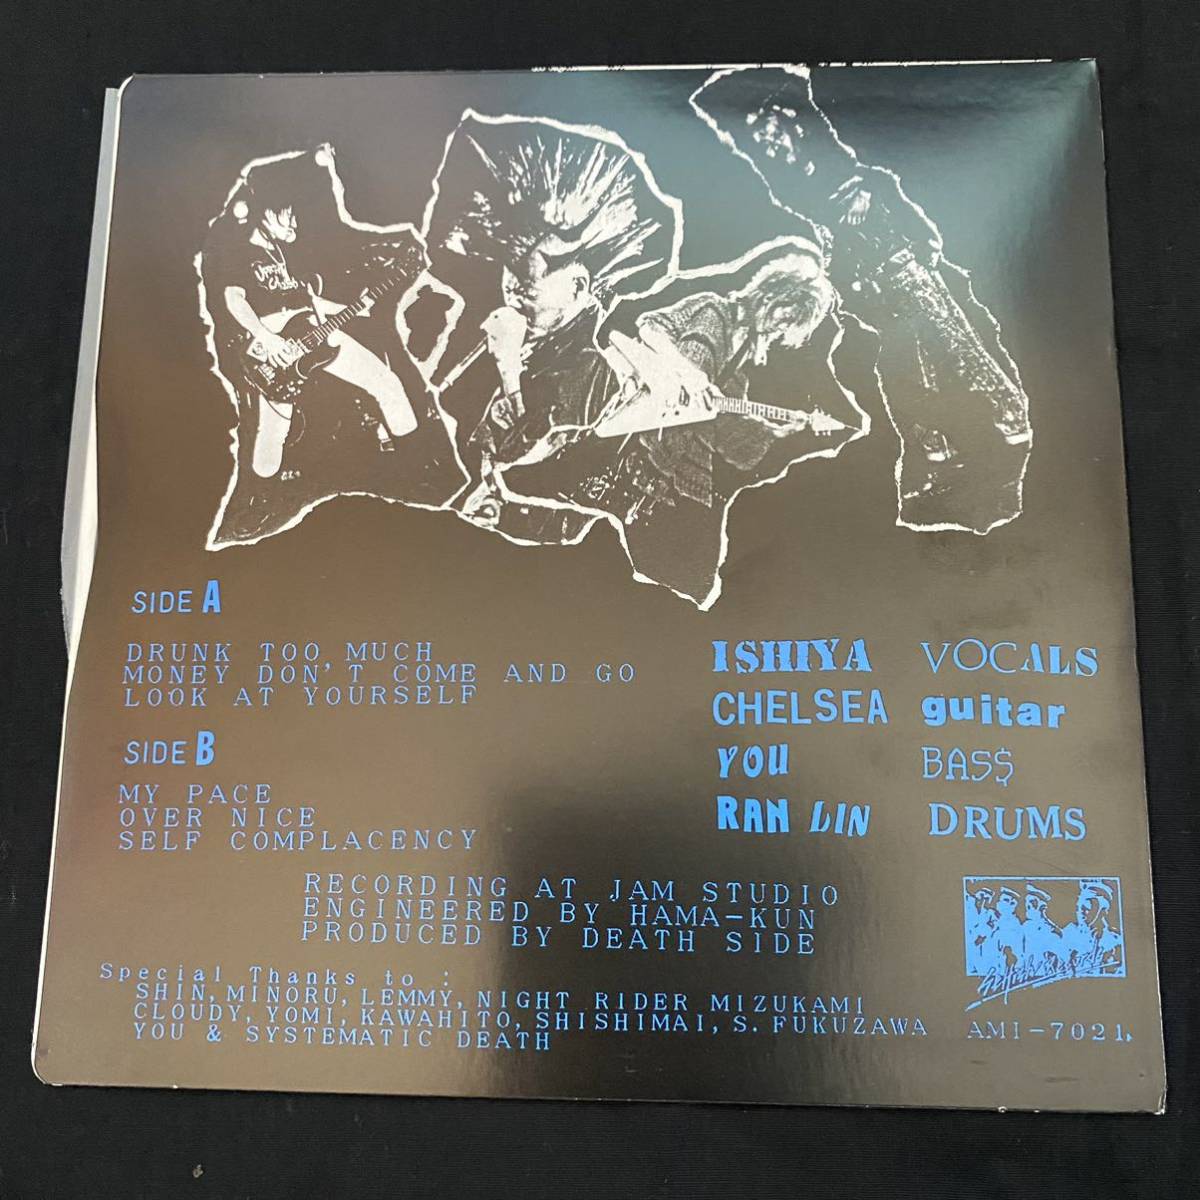 SIDE A
DRUNK TOO MUCH
MONEY DON'T COME AND GO
LOOK AT YOURSELF
SIDE B
MY PACE
OVER NICE
SELF COMPLACENCY
ISHIYA VOCALS
CHELSEA guitar
YOU BAS$
RAN LIN DRUMS
RECORDING AT JAM STUDIO
ENGINEERED BY HAMA-KUN
PRODUCED BY DEATH SIDE
Special Thanks to :
SHIN, MINORU, LEMMY, NIGHT RIDER MIZUKAMI
CLOUDY, YOMI, KAWAHITO, SHISHIMAI, S. FUKUZAWA
YOU & SYSTEMATIC DEATH
Selfish Records
AMI-7021